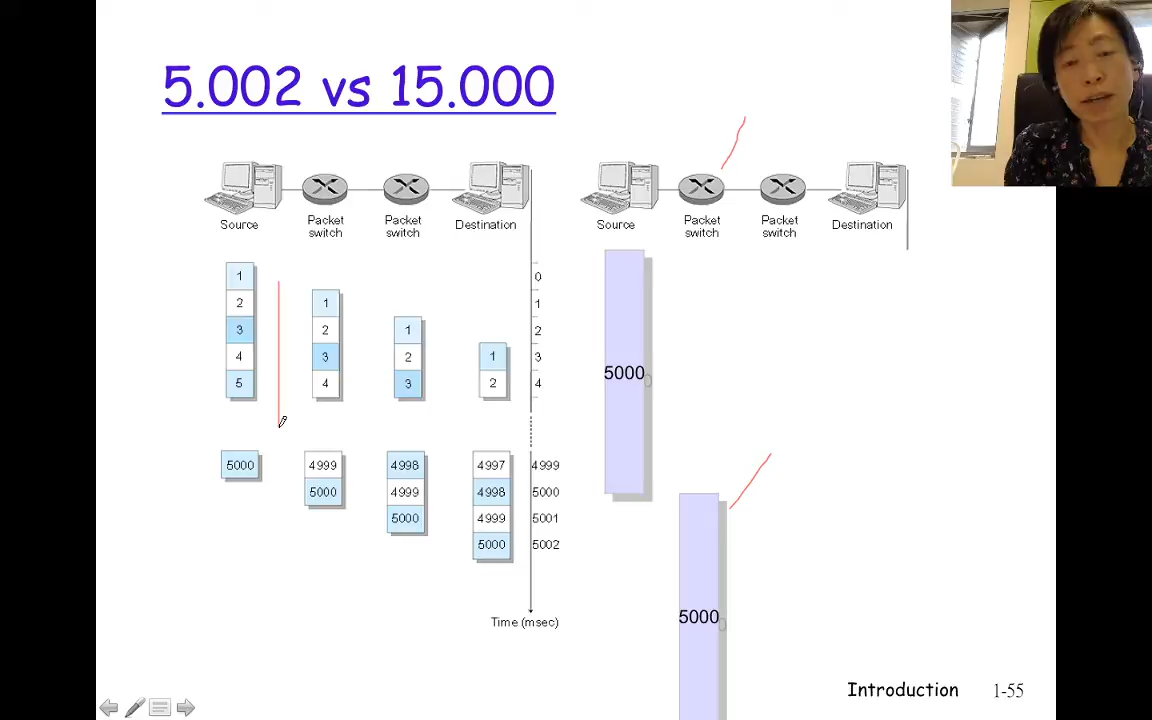 5.002 vs 15.000
Source Packet switch Packet switch Destination
Source Packet switch Packet switch Destination
1 0
2 1 1
3 2 1 2
4 3 2 1 3
5 4 3 2 4
5000 4999 4998 4997 4999
5000 4999 4998 5000
5000 4999 5001
5000 5002
Time (msec)
5000
5000
Introduction 1-55